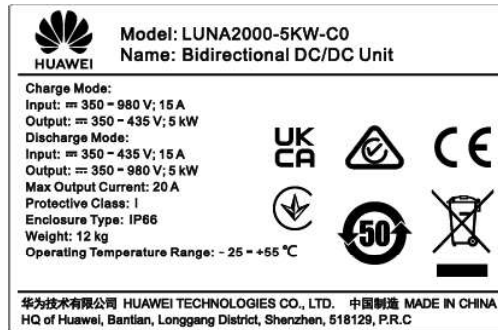 HUAWEI
Model: LUNA2000-5KW-C0
Name: Bidirectional DC/DC Unit
Charge Mode:
Input: ⎓ 350 - 980 V; 15 A
Output: ⎓ 350 - 435 V; 5 kW
Discharge Mode:
Input: ⎓ 350 - 435 V; 15 A
Output: ⎓ 350 - 980 V; 5 kW
Max Output Current: 20 A
Protective Class: I
Enclosure Type: IP66
Weight: 12 kg
Operating Temperature Range: - 25 - +55 ℃
UK
CA
CE
50
华为技术有限公司 HUAWEI TECHNOLOGIES CO., LTD. 中国制造 MADE IN CHINA
HQ of Huawei, Bantian, Longgang District, Shenzhen, 518129, P.R.C